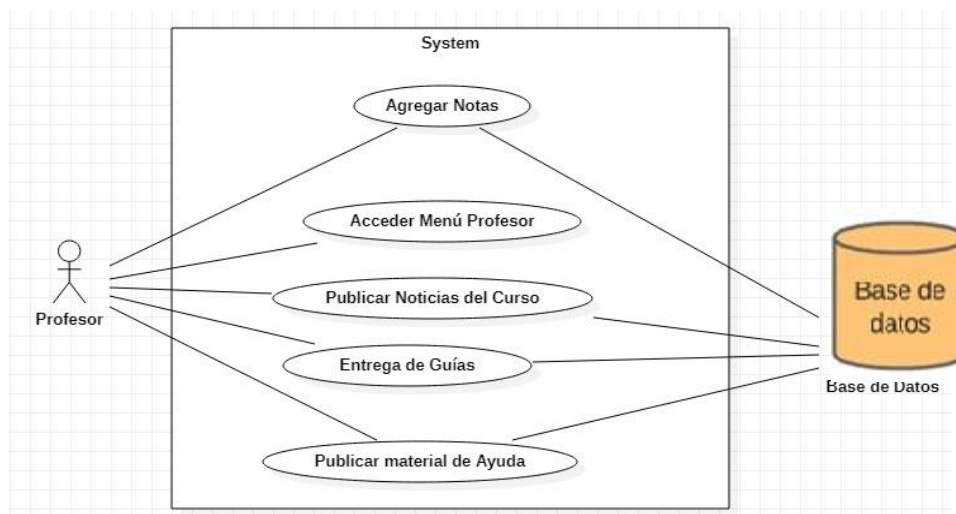 System
Agregar Notas
Acceder Menú Profesor
Publicar Noticias del Curso
Profesor
Entrega de Guías
Publicar material de Ayuda
Base de
datos
Base de Datos